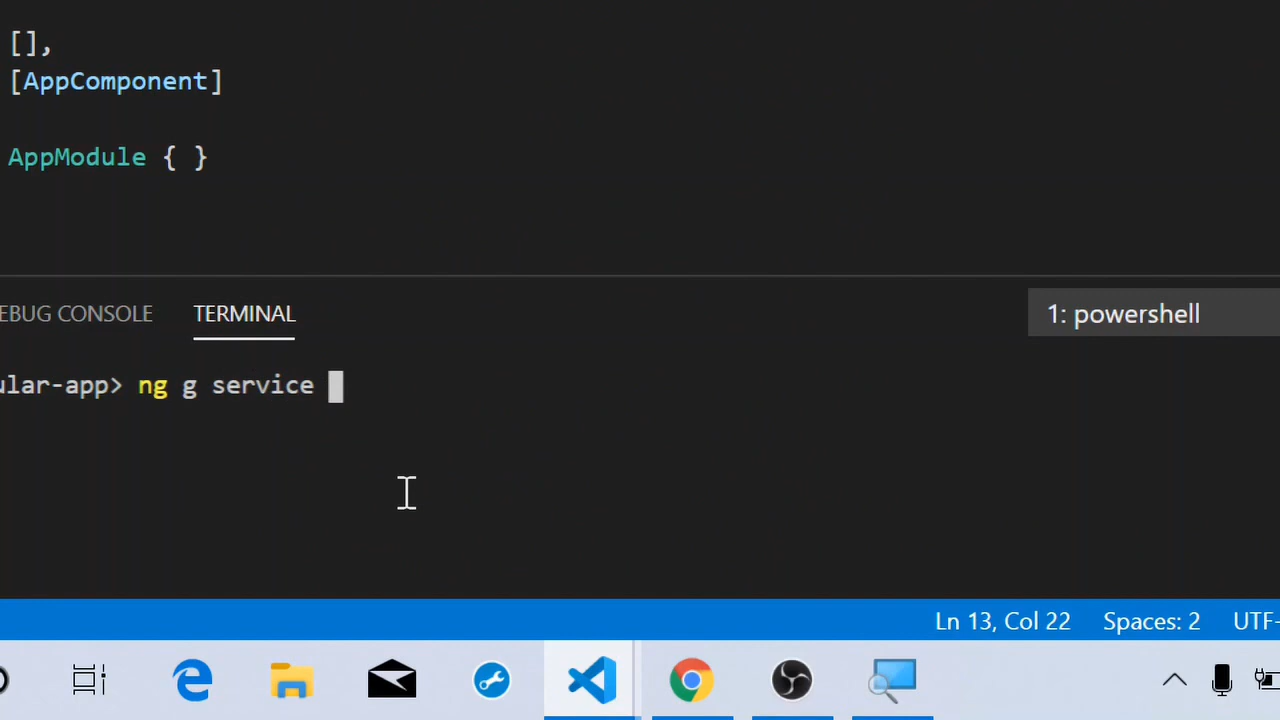 [],
[AppComponent]
AppModule { }
EBUG CONSOLE TERMINAL 1: powershell
ular-app> ng g service
Ln 13, Col 22 Spaces: 2 UTF-